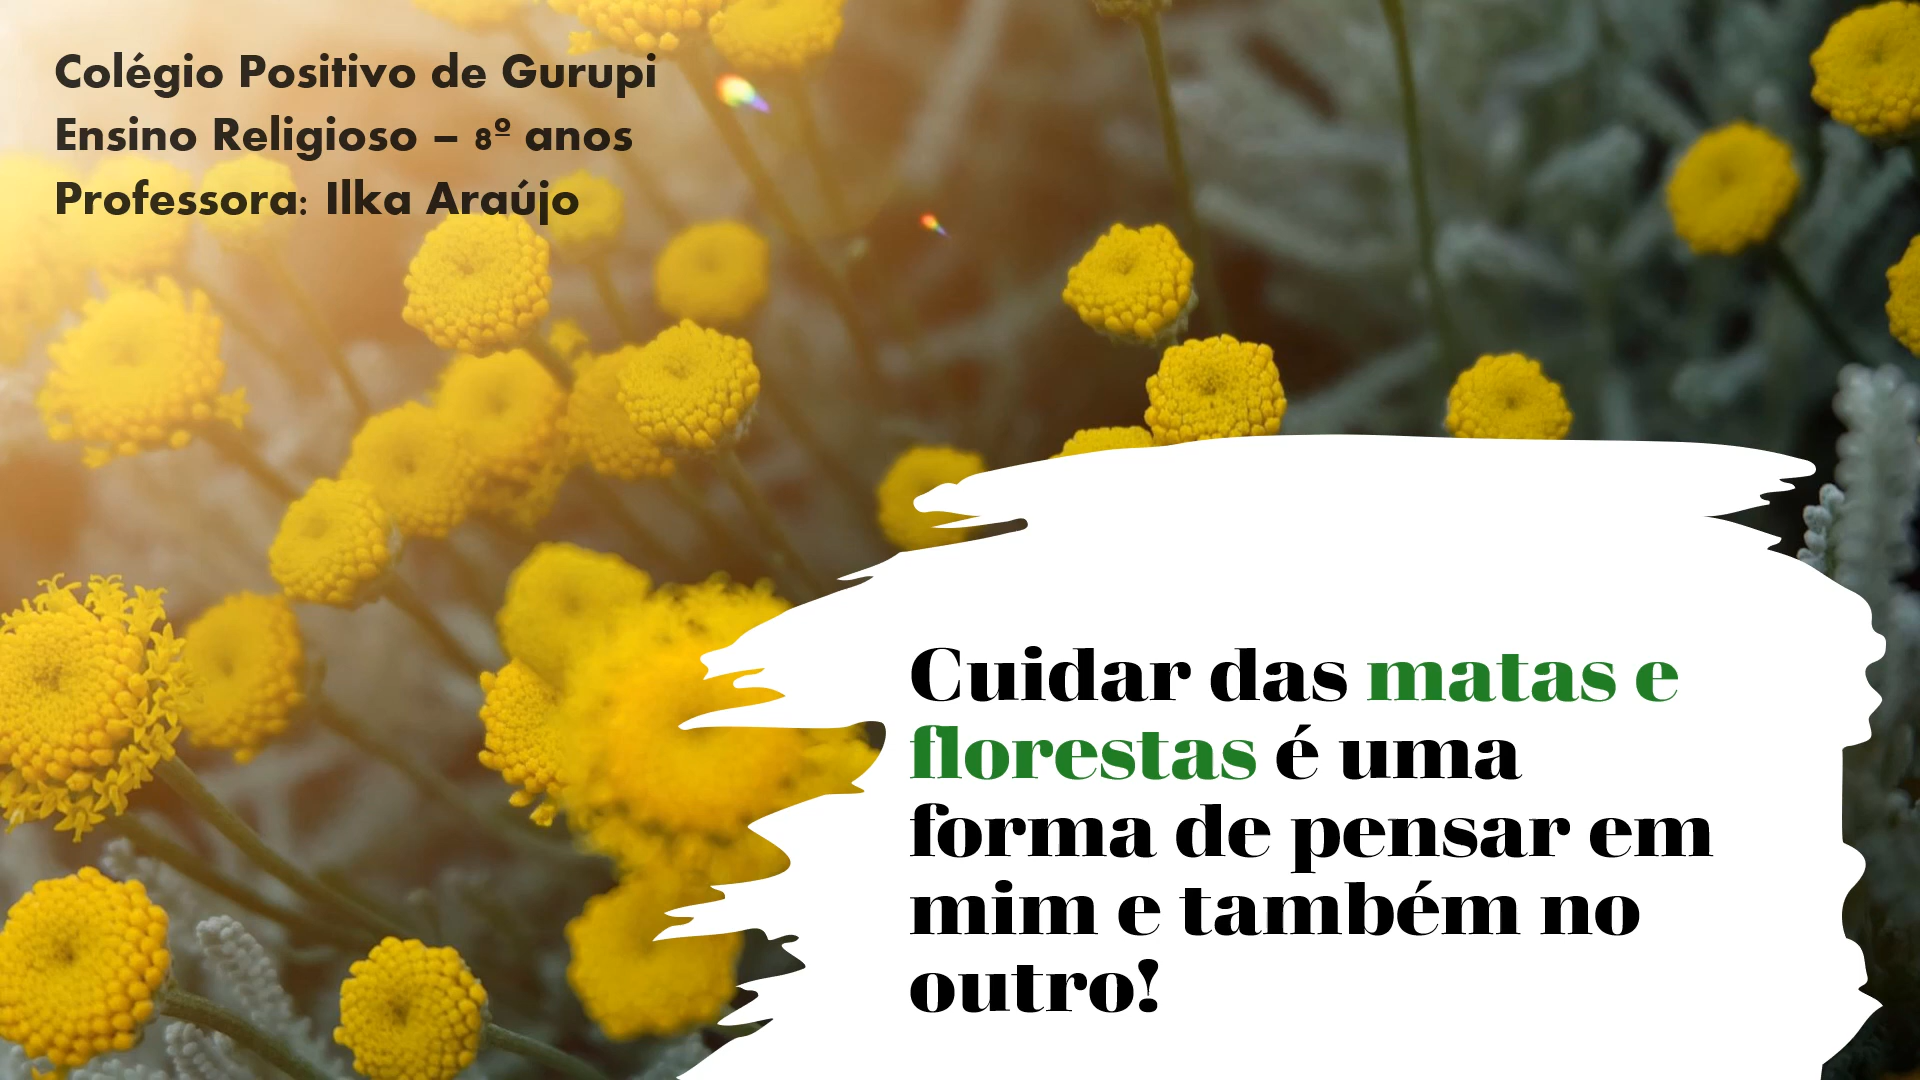 Colégio Positivo de Gurupi
Ensino Religioso – 8º anos
Professora: Ilka Araújo
Cuidar das matas e
florestas é uma
forma de pensar em
mim e também no
outro!